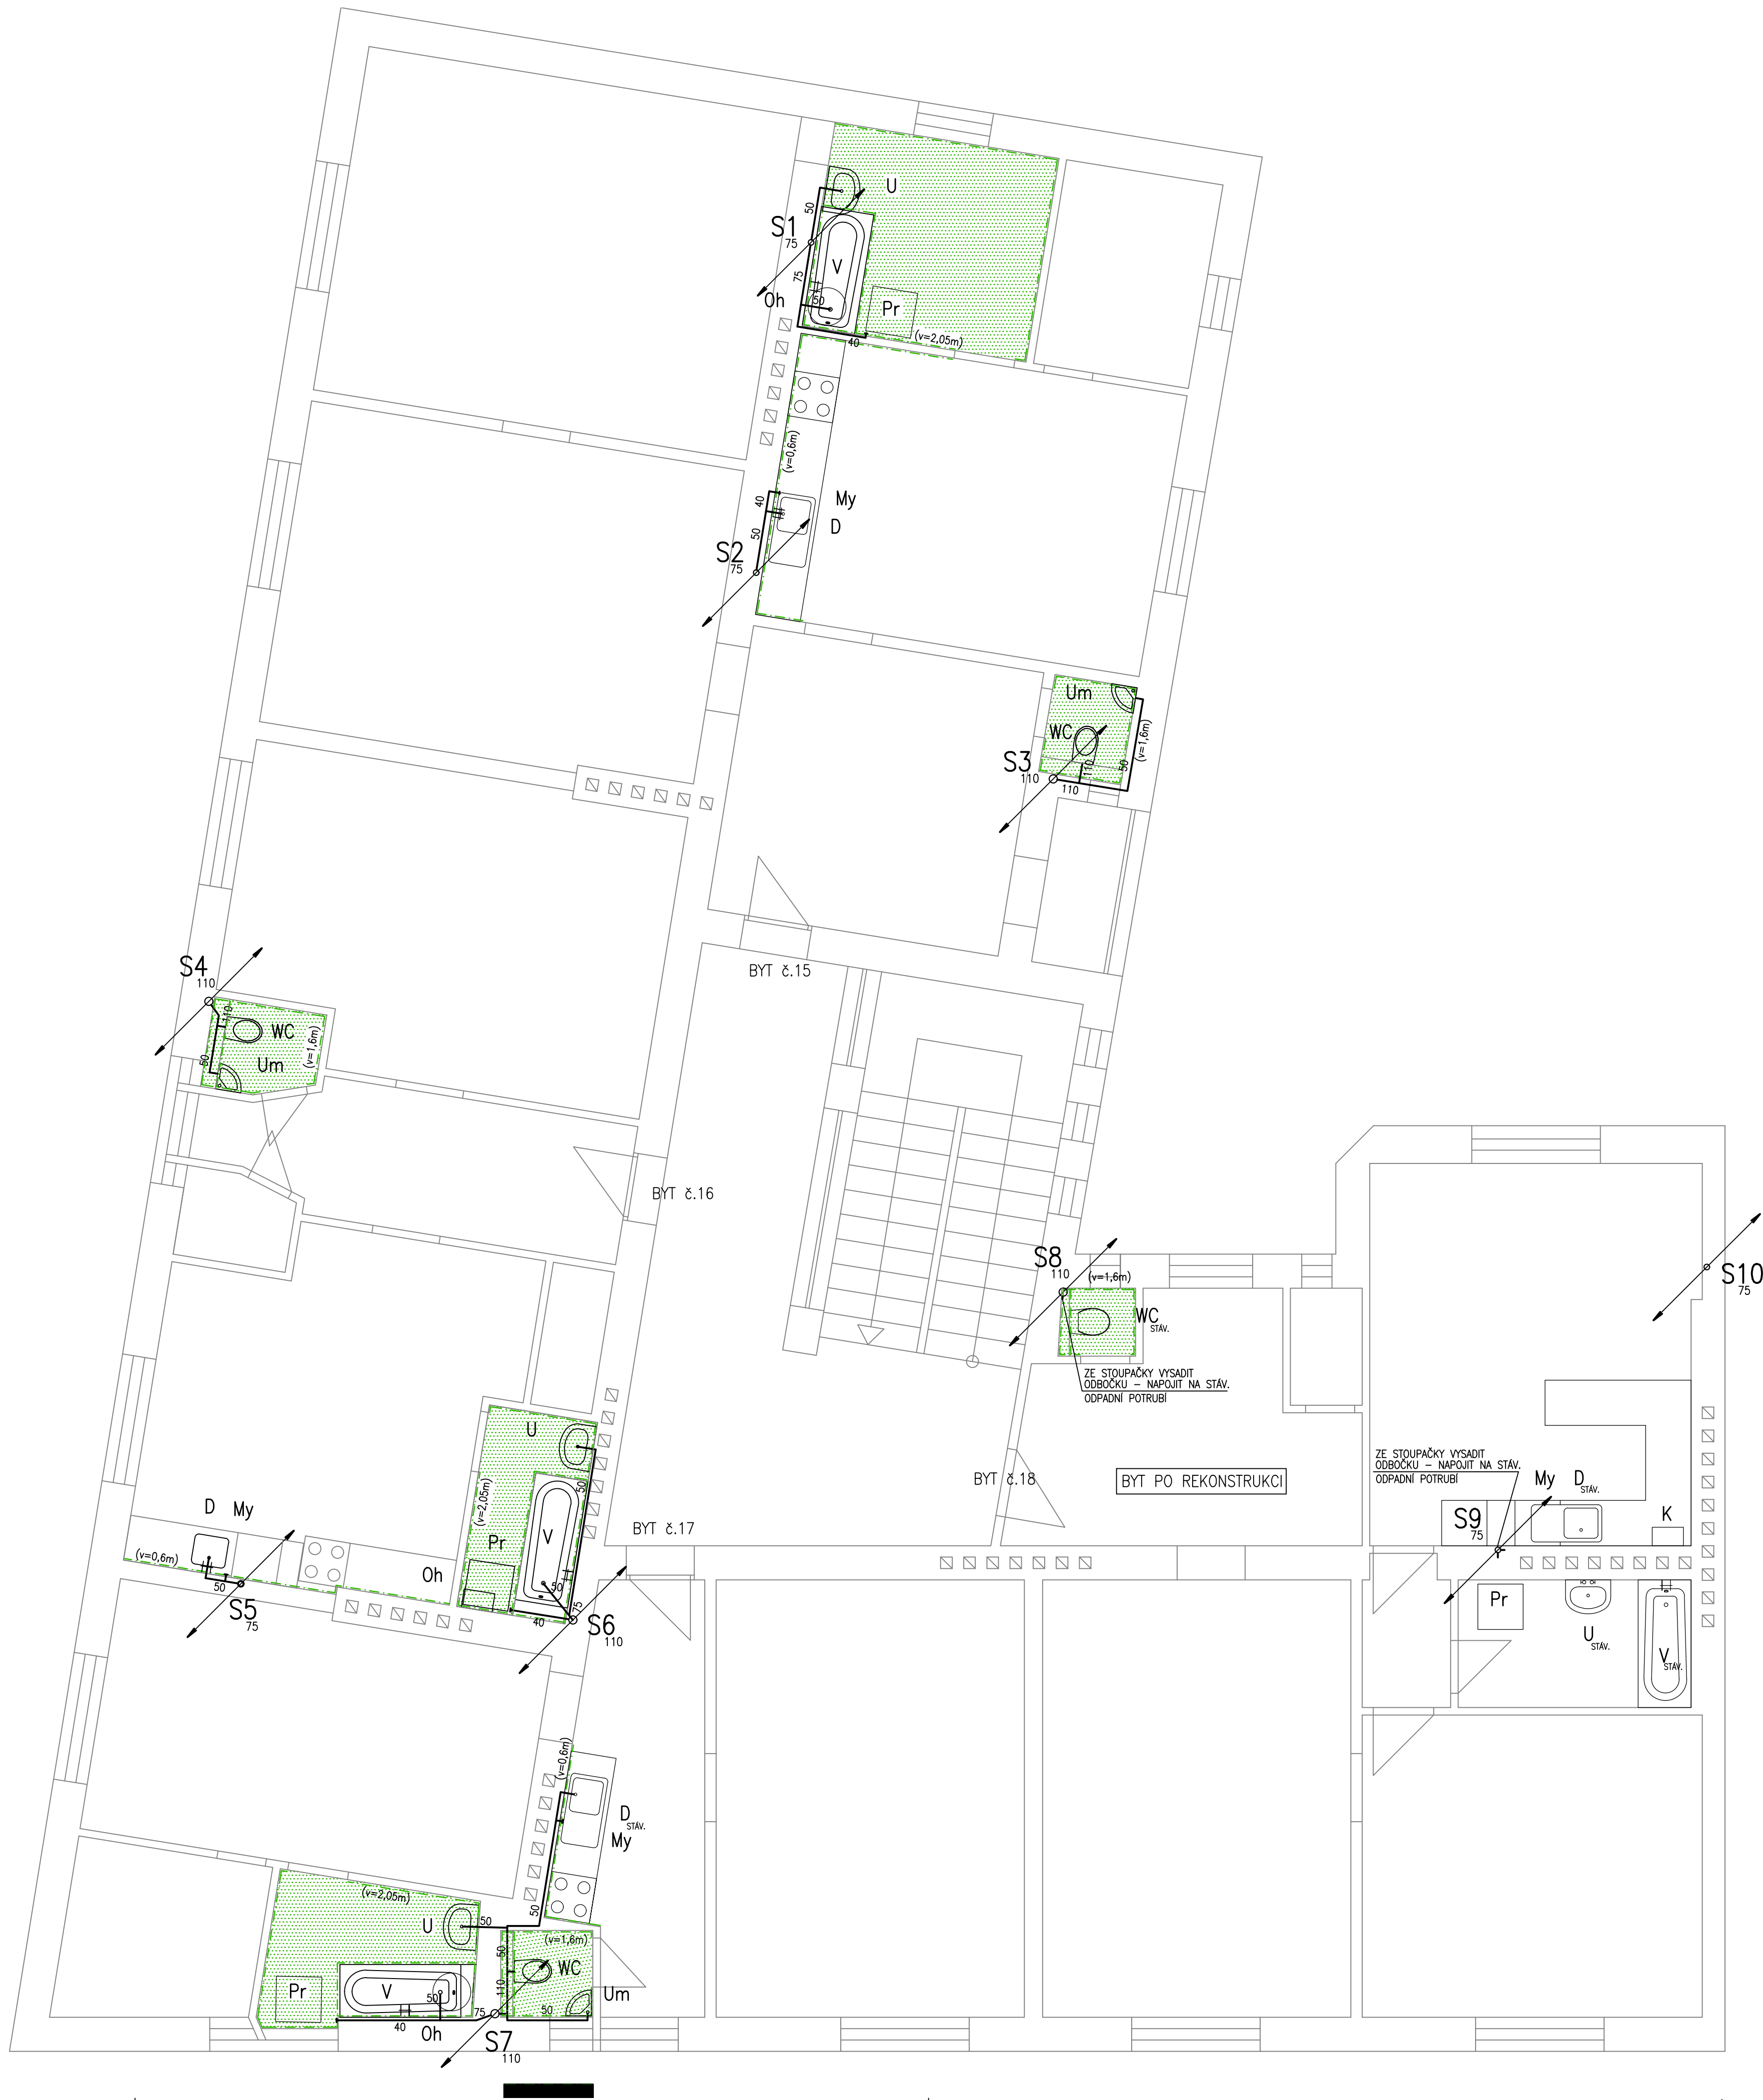 U
50
S1
75
75
V
Oh
50
Pr
(v=2,05m)
40
(v=0,6m)
My
40
D
50
S2
75
Um
WC
(v=1,6m)
S3
110
110
50
110
BYT č.15
S4
110
110
WC
50
Um
(v=1,6m)
BYT č.16
S8
110
(v=1,6m)
WC
STÁV.
S10
75
ZE STOUPAČKY VYSADIT
ODBOČKU – NAPOJIT NA STÁV.
ODPADNÍ POTRUBÍ
U
50
(v=2,05m)
Pr
V
ZE STOUPAČKY VYSADIT
ODBOČKU – NAPOJIT NA STÁV.
ODPADNÍ POTRUBÍ
BYT č.18
BYT PO REKONSTRUKCI
My
D
STÁV.
D
My
S9
75
K
BYT č.17
(v=0,6m)
Oh
50
50
75
S5
75
40
S6
110
Pr
U
STÁV.
V
STÁV.
(v=0,6m)
D
STÁV.
My
(v=2,05m)
U
50
50
(v=1,6m)
50
WC
Pr
V
50
110
Um
75
50
40
Oh
S7
110